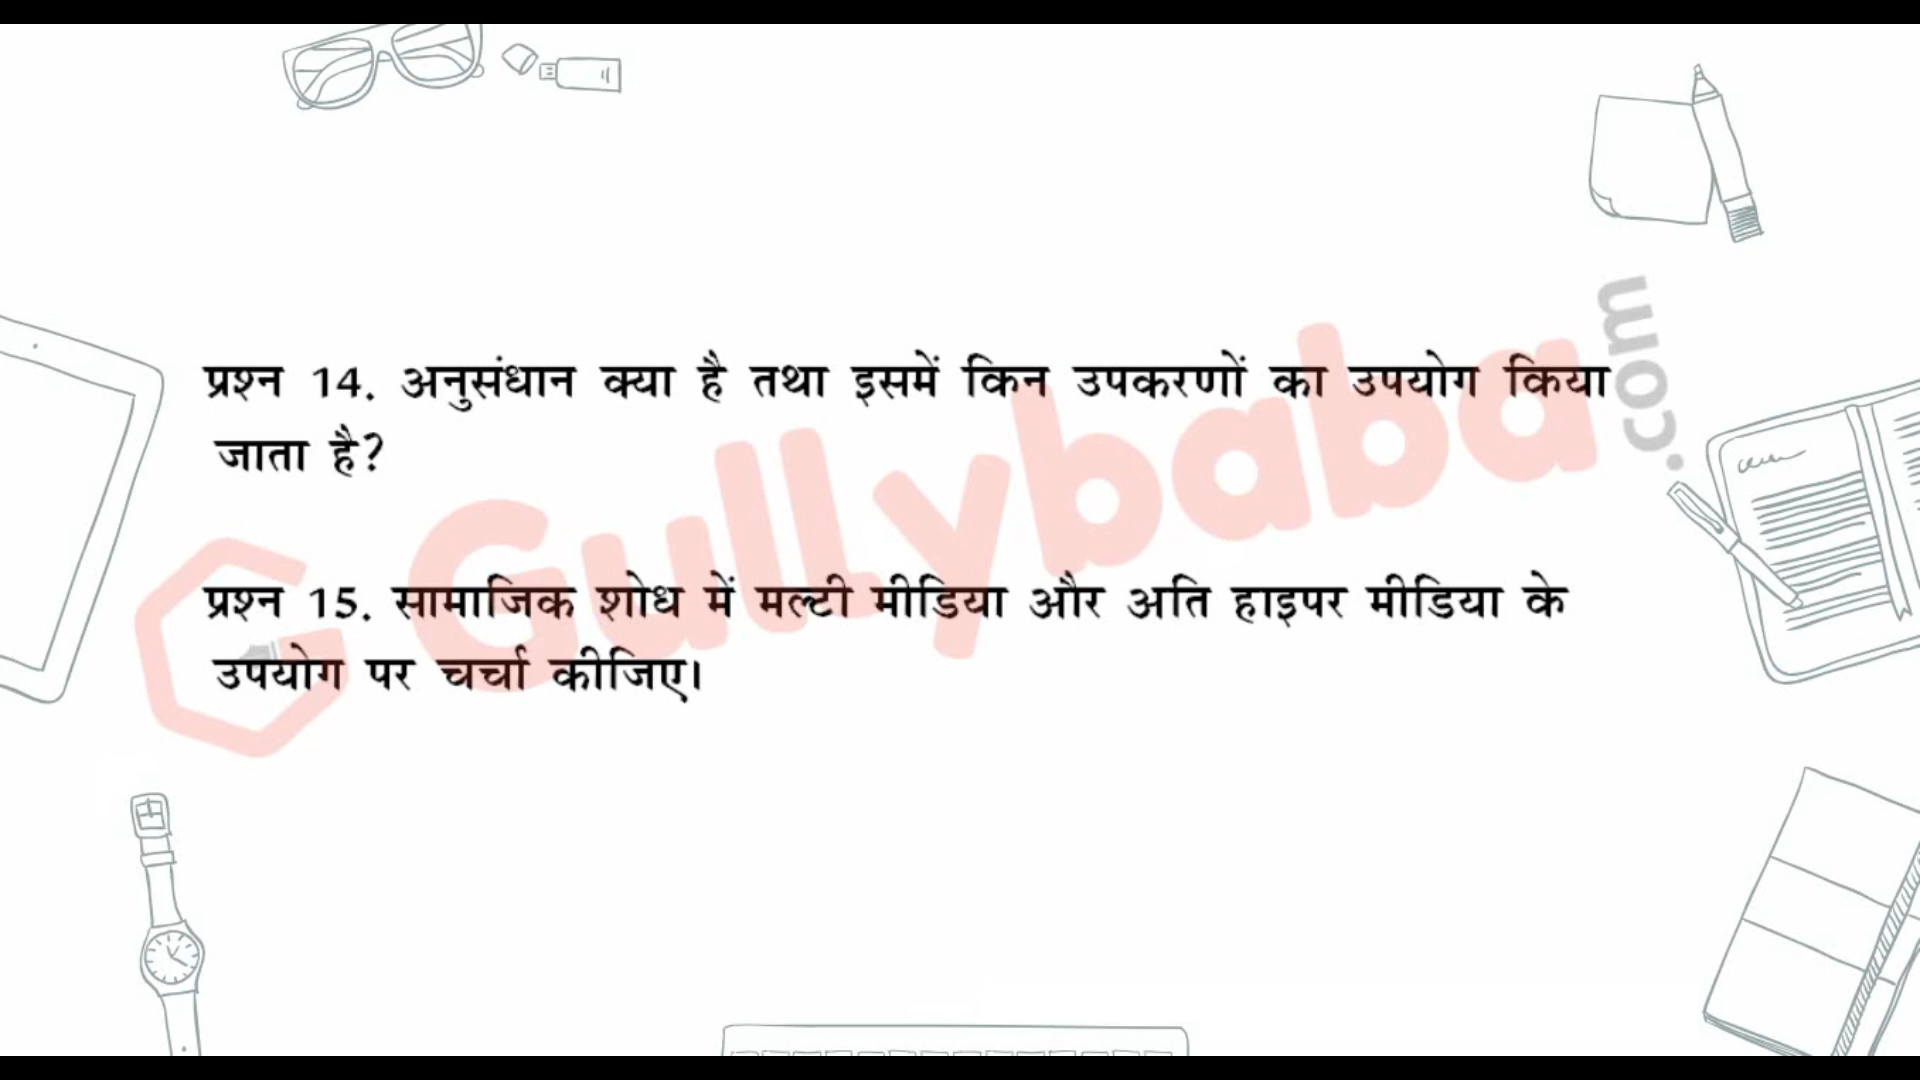 प्रश्न 14. अनुसंधान क्या है तथा इसमें किन उपकरणों का उपयोग किया
जाता है?
प्रश्न 15. सामाजिक शोध में मल्टी मीडिया और अति हाइपर मीडिया के
उपयोग पर चर्चा कीजिए।
Gullybaba.com